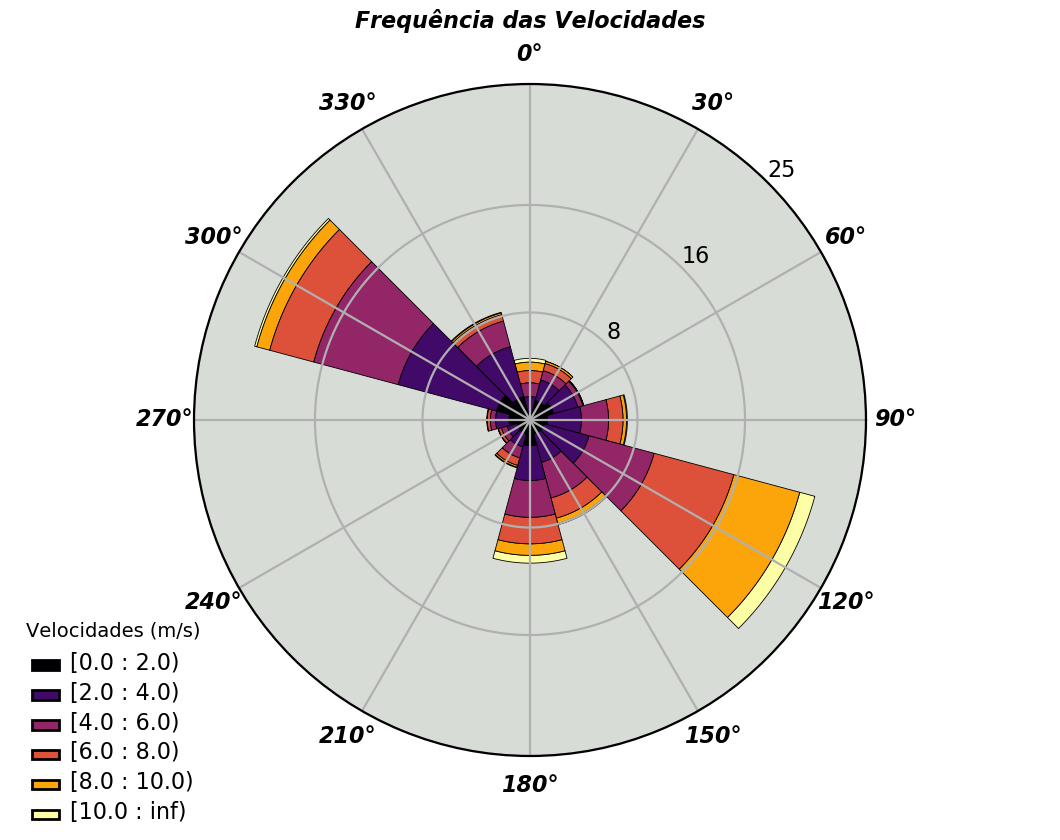 Frequência das Velocidades
0°
330°
30°
25
300°
60°
16
8
270°
90°
240°
120°
210°
150°
180°
Velocidades (m/s)
[0.0 : 2.0)
[2.0 : 4.0)
[4.0 : 6.0)
[6.0 : 8.0)
[8.0 : 10.0)
[10.0 : inf)